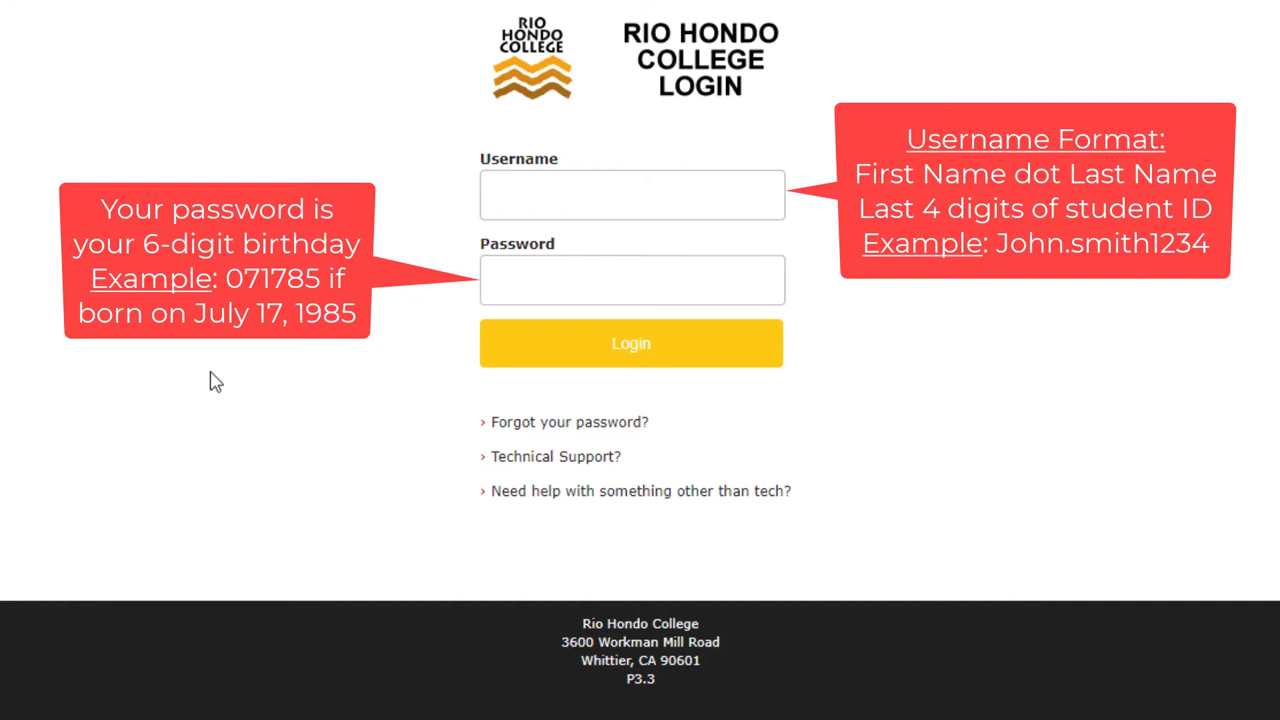 RIO
HONDO
COLLEGE
RIO HONDO
COLLEGE
LOGIN
Username
Username Format:
First Name dot Last Name
Last 4 digits of student ID
Example: John.smith1234
Your password is
your 6-digit birthday
Example: 071785 if
born on July 17, 1985
Password
Login
› Forgot your password?
› Technical Support?
› Need help with something other than tech?
Rio Hondo College
3600 Workman Mill Road
Whittier, CA 90601
P3.3